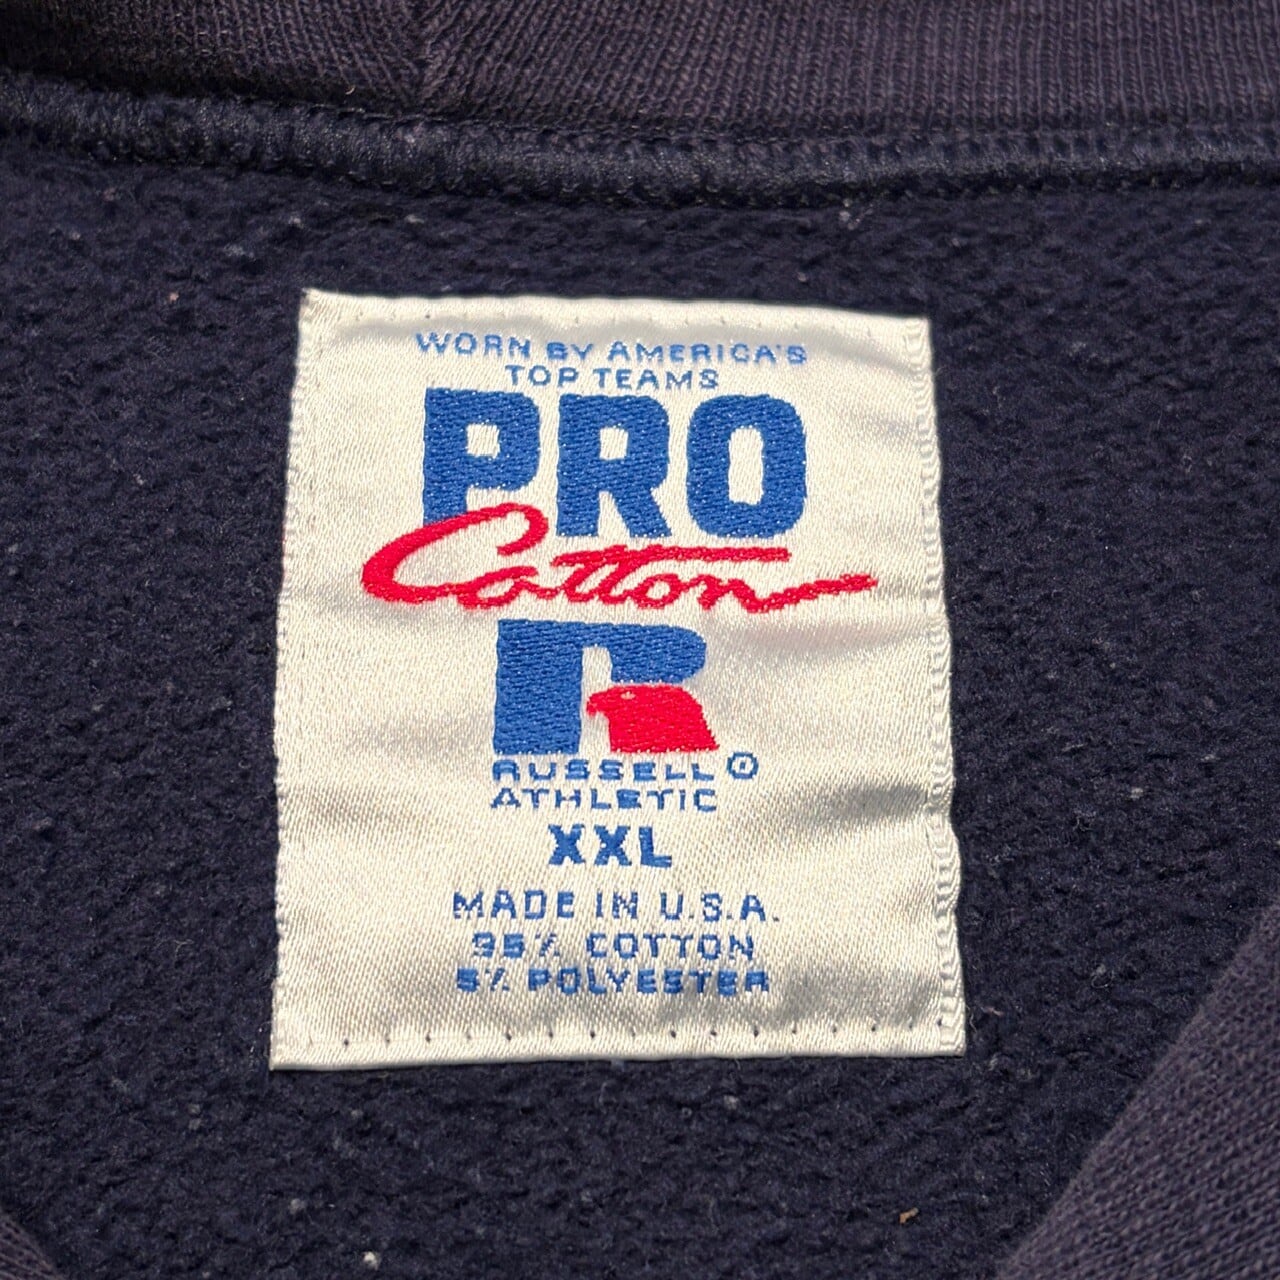 WORN BY AMERICA'S
TOP TEAMS
PRO
Cotton
R
RUSSELL ®
ATHLETIC
XXL
MADE IN U.S.A.
95% COTTON
5% POLYESTER